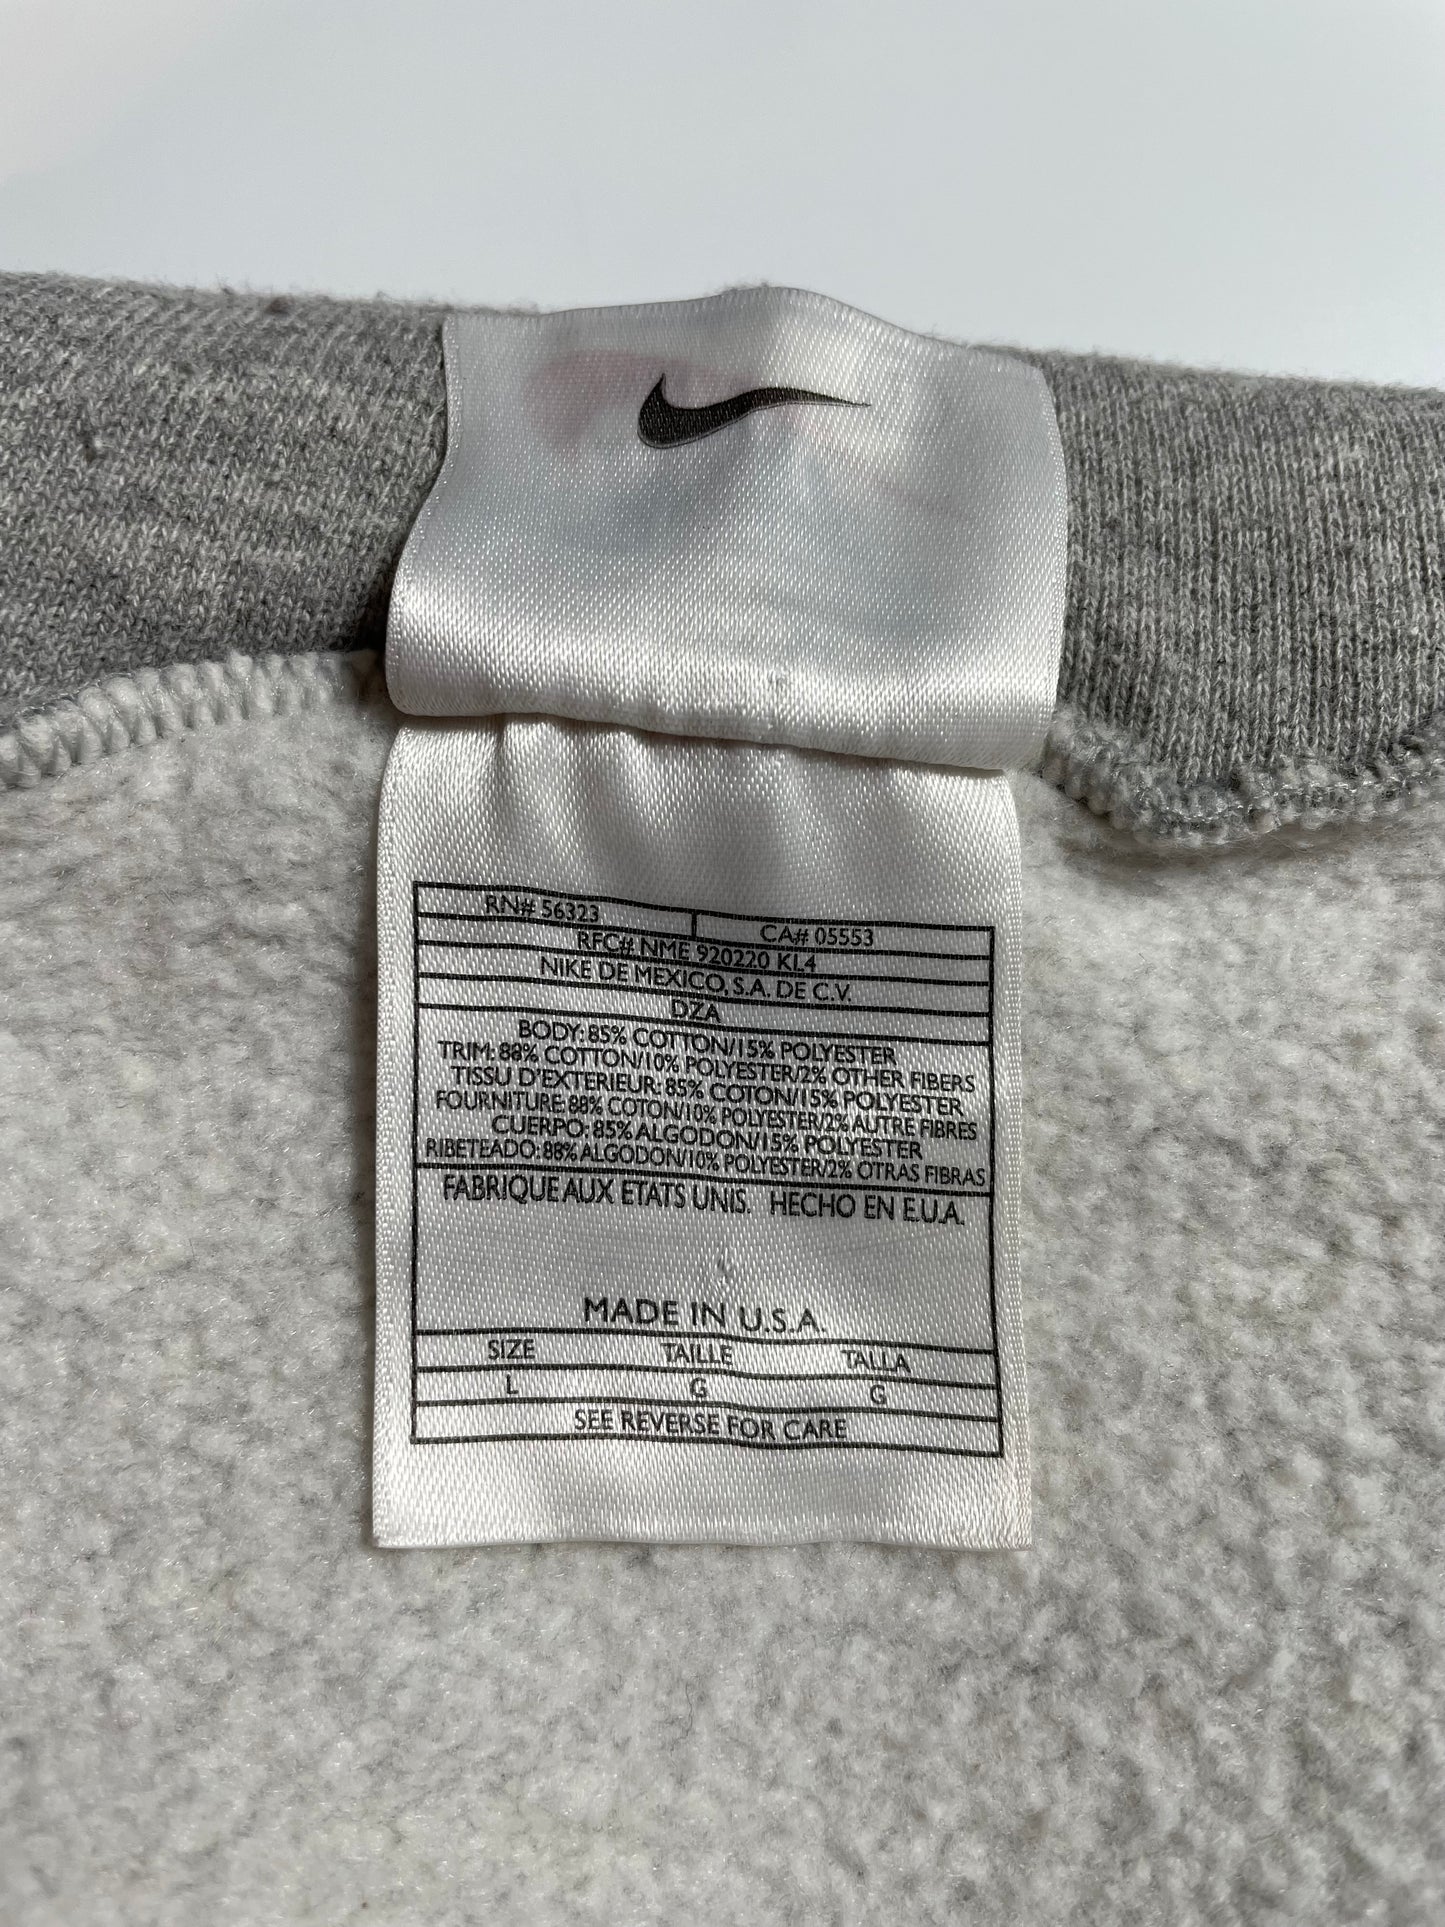 RN# 56323 CA# 05553
RFC# NME 920220 KL4
NIKE DE MEXICO, S.A. DE C.V.
DZA
BODY: 85% COTTON/15% POLYESTER
TRIM: 88% COTTON/10% POLYESTER/2% OTHER FIBERS
TISSU D'EXTERIEUR: 85% COTON/15% POLYESTER
FOURNITURE: 88% COTON/10% POLYESTER/2% AUTRE FIBRES
CUERPO: 85% ALGODON/15% POLYESTER
RIBETEADO: 88% ALGODON/10% POLYESTER/2% OTRAS FIBRAS
FABRIQUE AUX ETATS UNIS. HECHO EN E.U.A.
MADE IN U.S.A.
SIZE TAILLE TALLA
L G G
SEE REVERSE FOR CARE